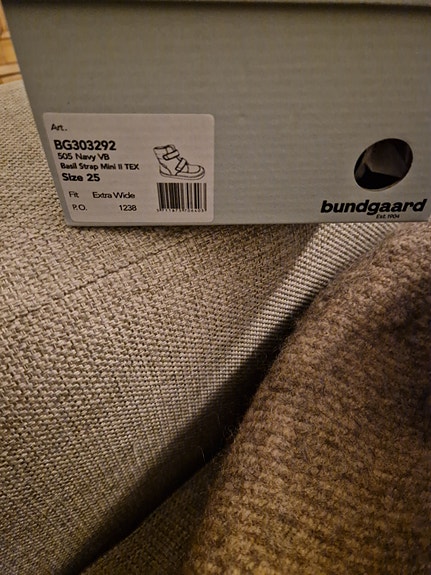 Art.
BG303292
505 Navy VB
Basil Strap Mini II TEX
Size 25
Fit Extra Wide
P.O. 1238
bundgaard
Est. 1904